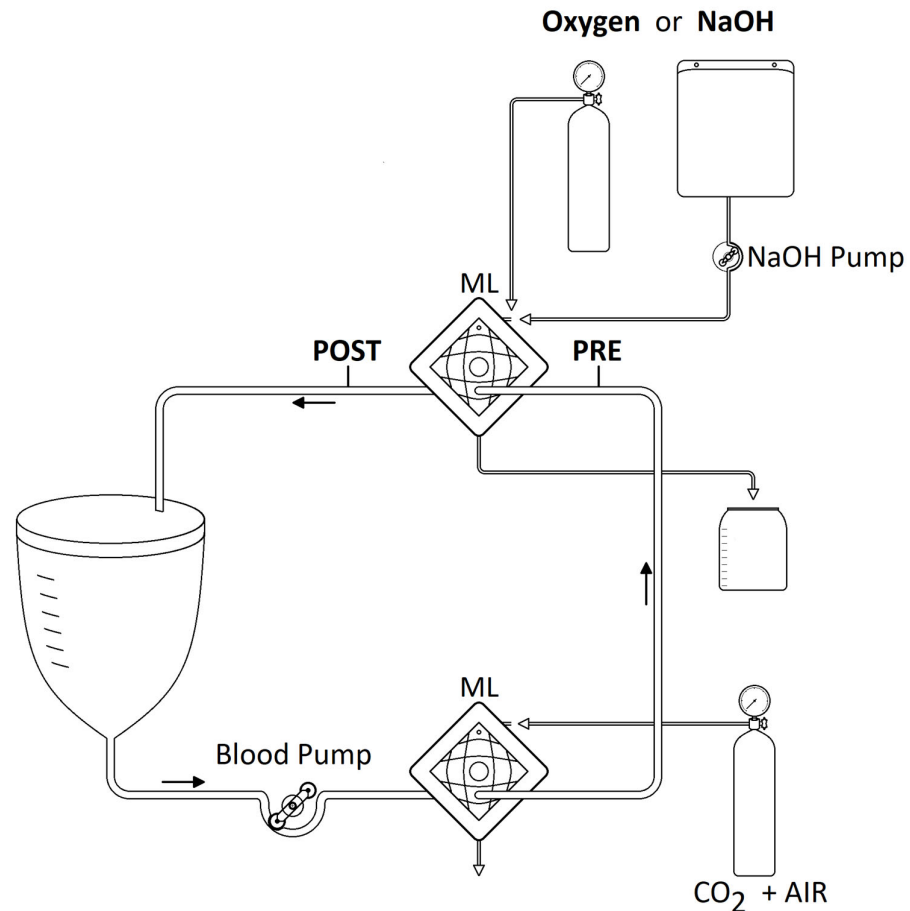 Oxygen or NaOH
NaOH Pump
ML
POST
PRE
ML
Blood Pump
CO2 + AIR